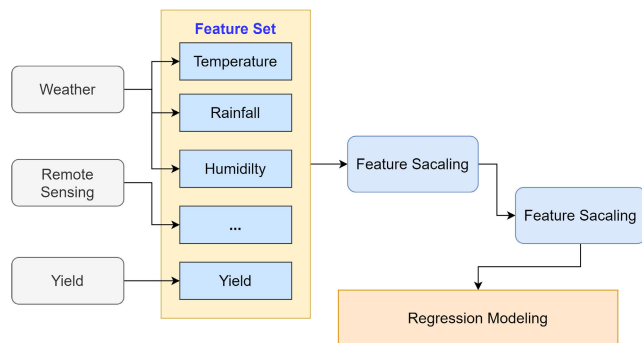 Feature Set
Weather
Temperature
Rainfall
Humidilty
Remote
Sensing
...
Yield
Yield
Feature Sacaling
Feature Sacaling
Regression Modeling